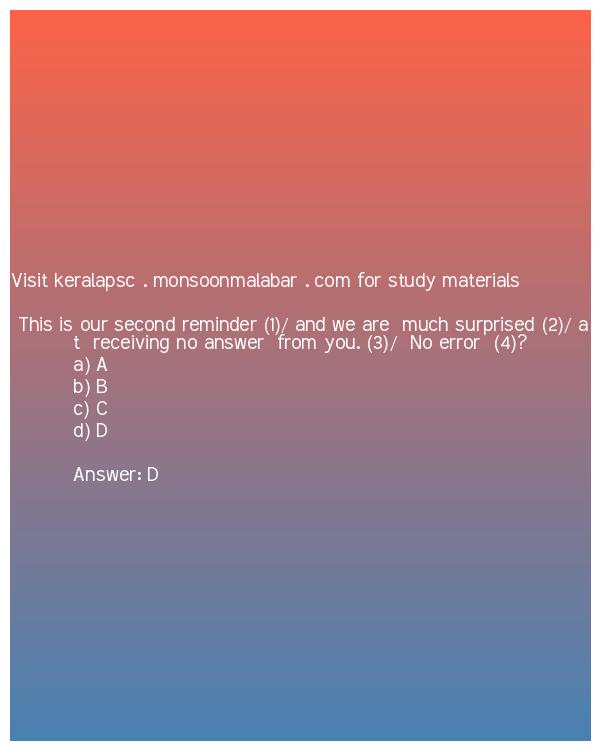 Visit keralapsc . monsoonmalabar . com for study materials
This is our second reminder (1)/ and we are  much surprised (2)/ a
t  receiving no answer  from you. (3)/  No error  (4)?
a) A
b) B
c) C
d) D
Answer: D